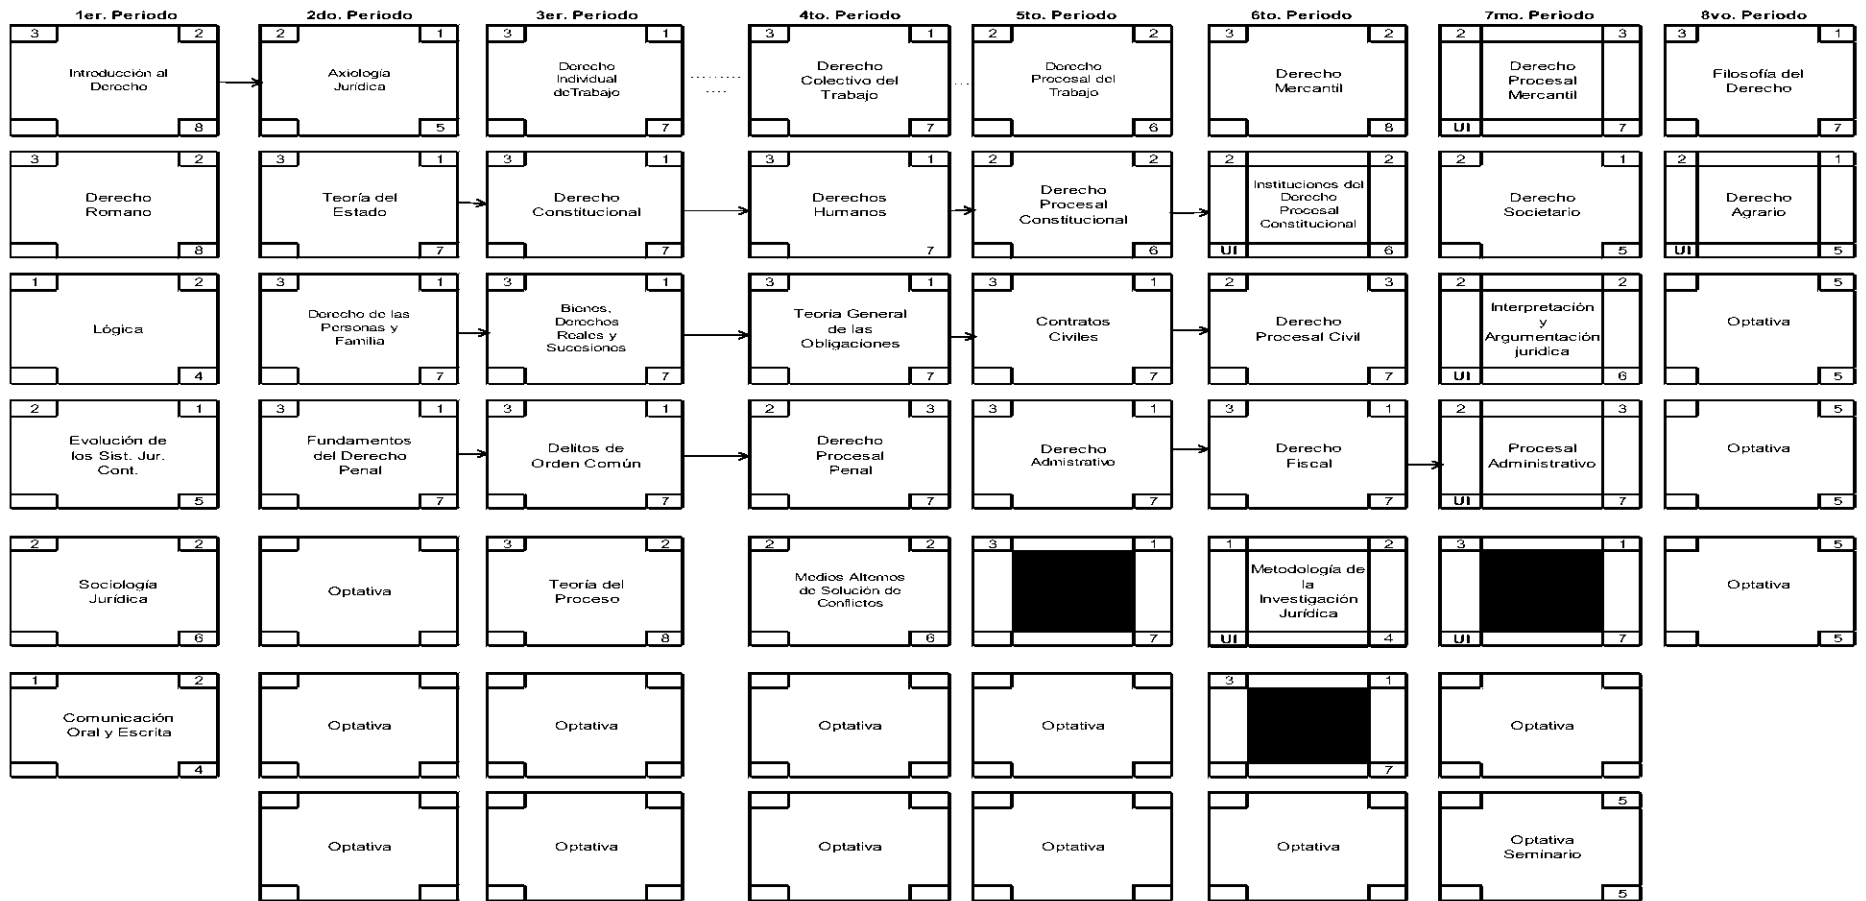 1er. Periodo
2do. Periodo
3er. Periodo
4to. Periodo
5to. Periodo
6to. Periodo
7mo. Periodo
8vo. Periodo
3 2
Introducción al
Derecho
8
2 1
Axiología
Jurídica
5
3 1
Derecho
Individual
deTrabajo
7
3 1
Derecho
Colectivo del
Trabajo
7
2 2
Derecho
Procesal del
Trabajo
6
3 2
Derecho
Mercantil
8
2 3
Derecho
Procesal
Mercantil
UI 7
3 1
Filosofía del
Derecho
7
3 2
Derecho
Romano
8
3 1
Teoría del
Estado
7
3 1
Derecho
Constitucional
7
3 1
Derechos
Humanos
7
2 2
Derecho
Procesal
Constitucional
6
2 2
Instituciones del
Derecho
Procesal
Constitucional
UI 6
2 1
Derecho
Societario
5
2 1
Derecho
Agrario
UI 5
1 2
Lógica
4
3 1
Derecho de las
Personas y
Familia
7
3 1
Bienes,
Derechos
Reales y
Sucesiones
7
3 1
Teoría General
de las
Obligaciones
7
3 1
Contratos
Civiles
7
2 3
Derecho
Procesal Civil
7
2 2
Interpretación
y
Argumentación
jurídica
UI 6
5
Optativa
5
2 1
Evolución de
los Sist. Jur.
Cont.
5
3 1
Fundamentos
del Derecho
Penal
7
3 1
Delitos de
Orden Común
7
2 3
Derecho
Procesal
Penal
7
3 1
Derecho
Admistrativo
7
3 1
Derecho
Fiscal
7
2 3
Procesal
Administrativo
UI 7
5
Optativa
5
2 2
Sociología
Jurídica
6
Optativa
3 2
Teoría del
Proceso
8
2 2
Medios Alternos
de Solución de
Conflictos
6
3 1
7
1 2
Metodología de
la
Investigación
Jurídica
UI 4
3 1
UI 7
5
Optativa
5
1 2
Comunicación
Oral y Escrita
4
Optativa
Optativa
Optativa
Optativa
3 1
7
Optativa
Optativa
Optativa
Optativa
Optativa
Optativa
5
Optativa
Seminario
5